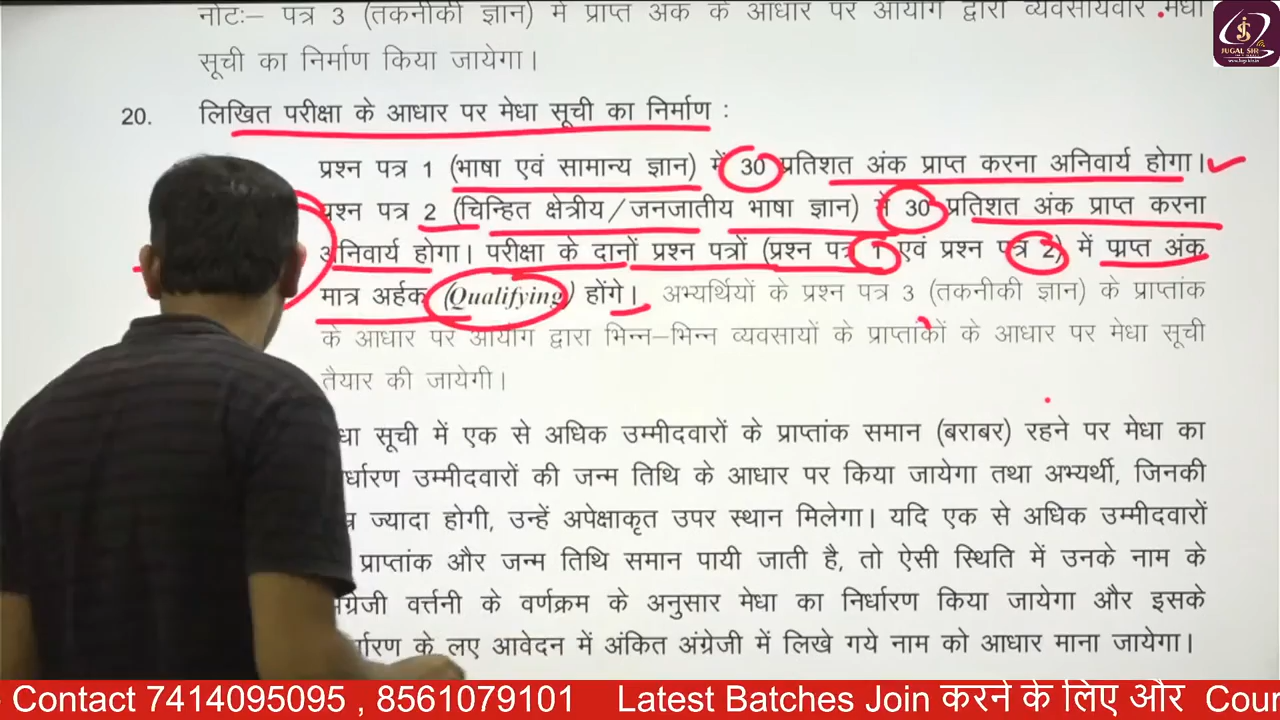 नोटः– पत्र 3 (तकनीकी ज्ञान) में प्राप्त अंक के आधार पर आयोग द्वारा व्यवसायवार मेधा
सूची का निर्माण किया जायेगा।
JUGAL SIR
20. लिखित परीक्षा के आधार पर मेधा सूची का निर्माण :
प्रश्न पत्र 1 (भाषा एवं सामान्य ज्ञान) में 30 प्रतिशत अंक प्राप्त करना अनिवार्य होगा।
प्रश्न पत्र 2 (चिन्हित क्षेत्रीय/जनजातीय भाषा ज्ञान) में 30 प्रतिशत अंक प्राप्त करना
अनिवार्य होगा। परीक्षा के दानों प्रश्न पत्रों (प्रश्न पत्र 1 एवं प्रश्न पत्र 2) में प्राप्त अंक
मात्र अर्हक (Qualifying) होंगे। अभ्यर्थियों के प्रश्न पत्र 3 (तकनीकी ज्ञान) के प्राप्तांक
के आधार पर आयोग द्वारा भिन्न–भिन्न व्यवसायों के प्राप्ताकों के आधार पर मेधा सूची
तैयार की जायेगी।
सूची में एक से अधिक उम्मीदवारों के प्राप्तांक समान (बराबर) रहने पर मेधा का
उम्मीदवारों की जन्म तिथि के आधार पर किया जायेगा तथा अभ्यर्थी, जिनकी
ज्यादा होगी, उन्हें अपेक्षाकृत उपर स्थान मिलेगा। यदि एक से अधिक उम्मीदवारों
प्राप्तांक और जन्म तिथि समान पायी जाती है, तो ऐसी स्थिति में उनके नाम के
वर्त्तनी के वर्णक्रम के अनुसार मेधा का निर्धारण किया जायेगा और इसके
के लए आवेदन में अंकित अंग्रेजी में लिखे गये नाम को आधार माना जायेगा।
Contact 7414095095 , 8561079101 Latest Batches Join करने के लिए और Cour